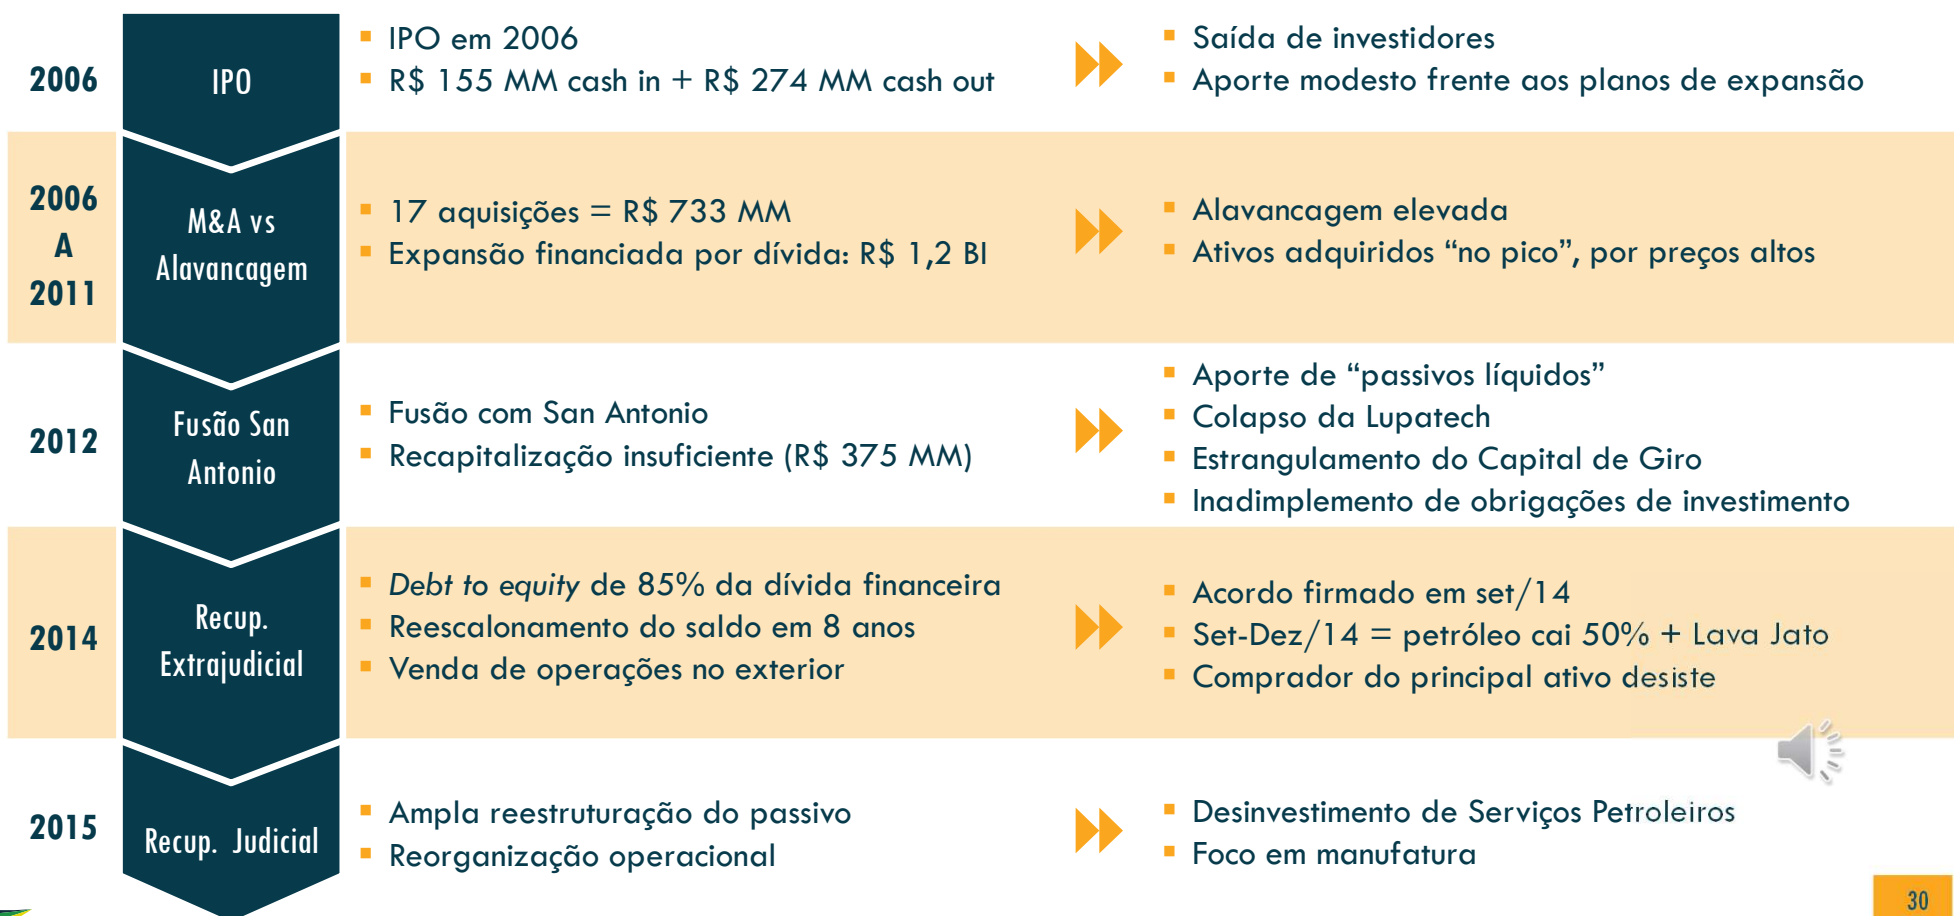 2006
IPO
IPO em 2006
R$ 155 MM cash in + R$ 274 MM cash out
Saída de investidores
Aporte modesto frente aos planos de expansão
2006
A
2011
M&A vs
Alavancagem
17 aquisições = R$ 733 MM
Expansão financiada por dívida: R$ 1,2 BI
Alavancagem elevada
Ativos adquiridos “no pico”, por preços altos
2012
Fusão San
Antonio
Fusão com San Antonio
Recapitalização insuficiente (R$ 375 MM)
Aporte de “passivos líquidos”
Colapso da Lupatech
Estrangulamento do Capital de Giro
Inadimplemento de obrigações de investimento
2014
Recup.
Extrajudicial
Debt to equity de 85% da dívida financeira
Reescalonamento do saldo em 8 anos
Venda de operações no exterior
Acordo firmado em set/14
Set-Dez/14 = petróleo cai 50% + Lava Jato
Comprador do principal ativo desiste
2015
Recup. Judicial
Ampla reestruturação do passivo
Reorganização operacional
Desinvestimento de Serviços Petroleiros
Foco em manufatura
30